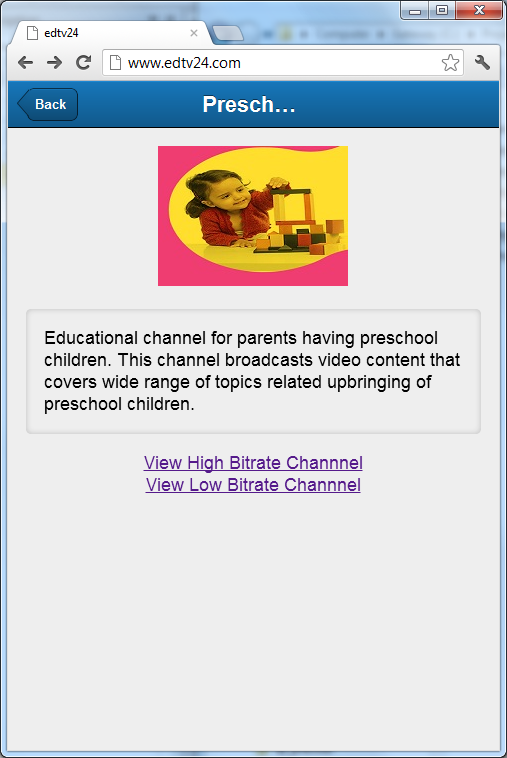 edtv24
www.edtv24.com
Back
Presch...
Educational channel for parents having preschool
children. This channel broadcasts video content that
covers wide range of topics related upbringing of
preschool children.
View High Bitrate Channnel
View Low Bitrate Channnel